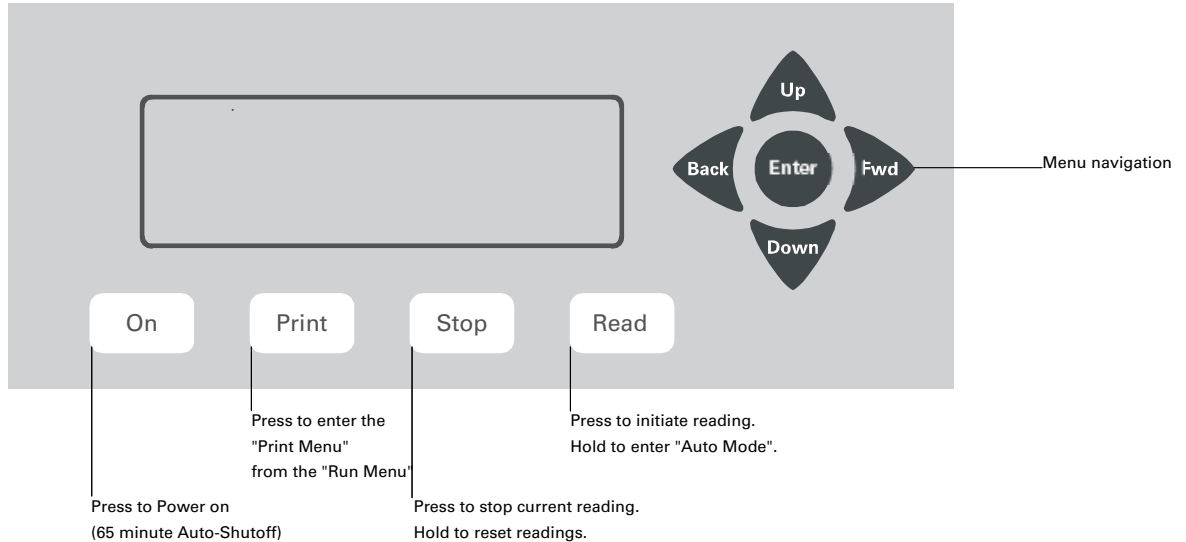 Up
Back
Enter
Fwd
Menu navigation
Down
On
Print
Stop
Read
Press to enter the
"Print Menu"
from the "Run Menu"
Press to initiate reading.
Hold to enter "Auto Mode".
Press to Power on
(65 minute Auto-Shutoff)
Press to stop current reading.
Hold to reset readings.